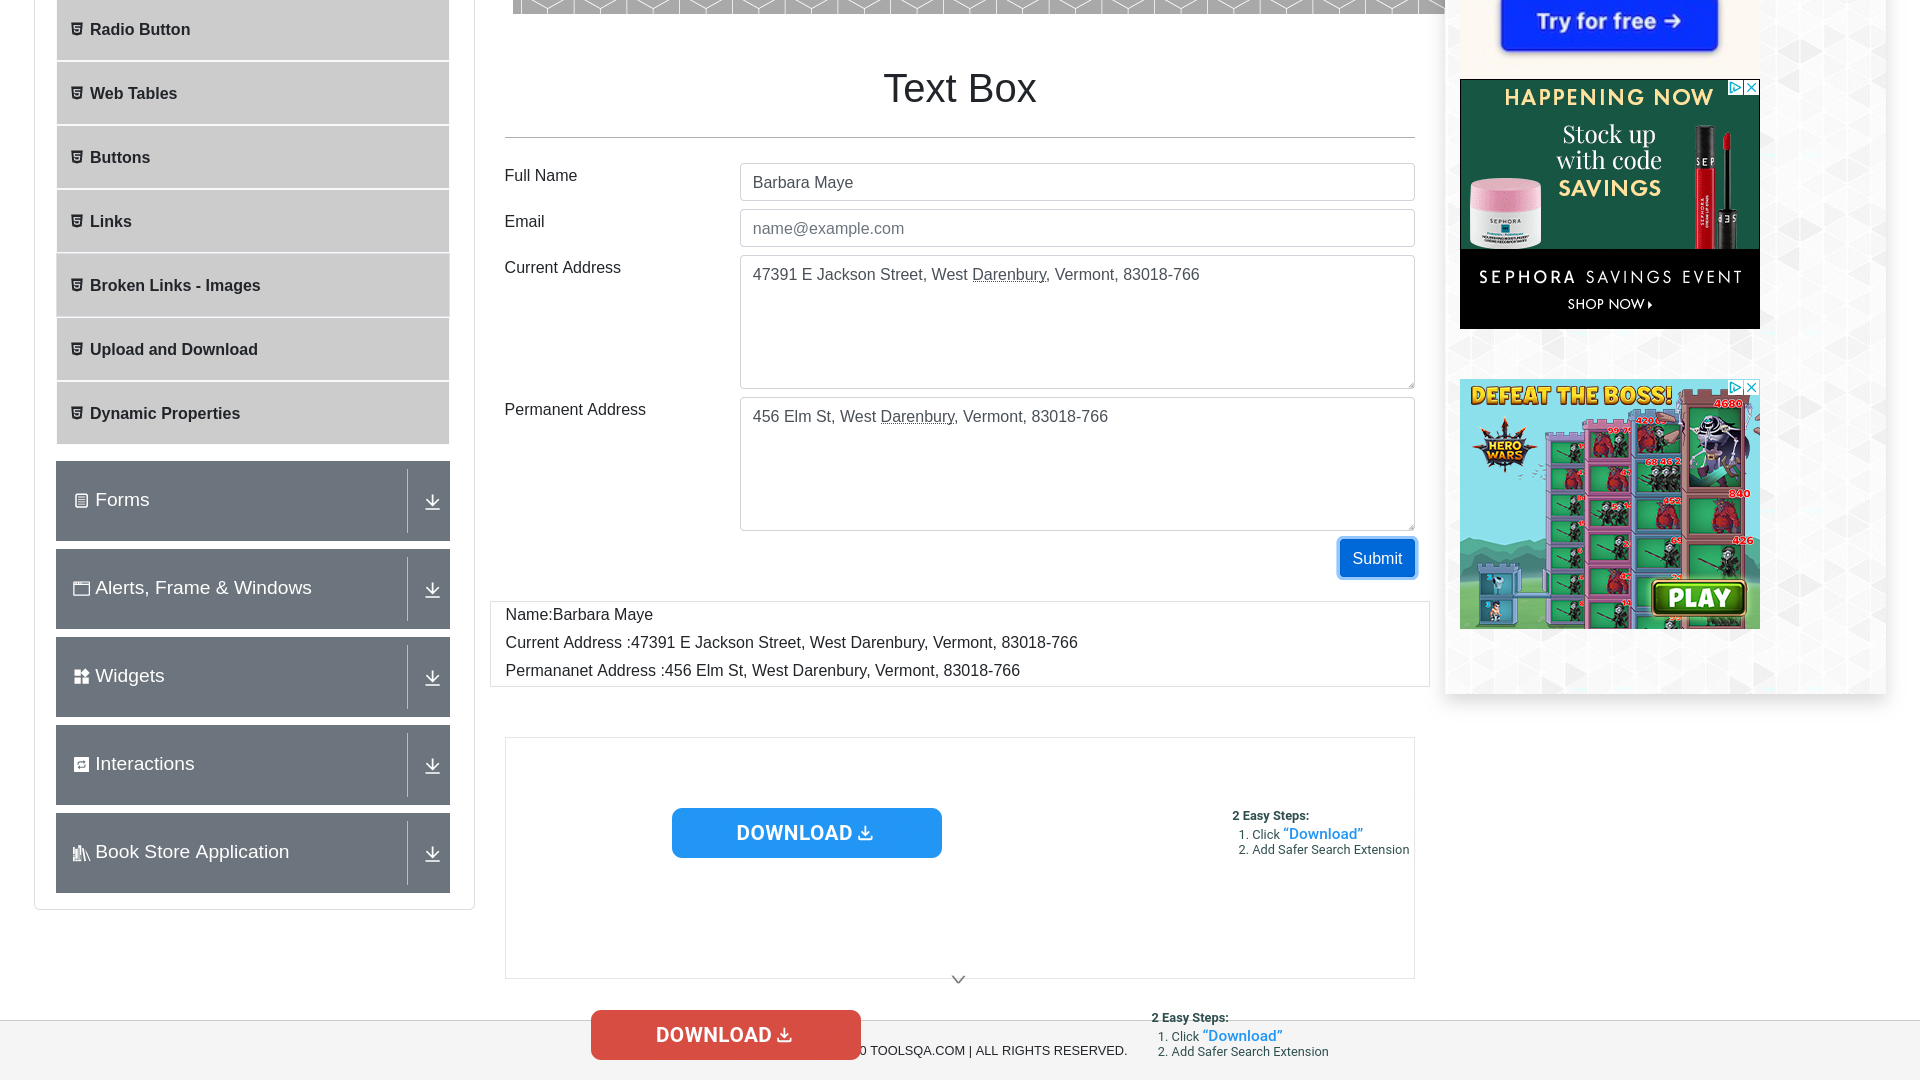 Radio Button
Web Tables
Buttons
Links
Broken Links - Images
Upload and Download
Dynamic Properties
Forms
Alerts, Frame & Windows
Widgets
Interactions
Book Store Application
Text Box
Full Name
Barbara Maye
Email
name@example.com
Current Address
47391 E Jackson Street, West Darenbury, Vermont, 83018-766
Permanent Address
456 Elm St, West Darenbury, Vermont, 83018-766
Submit
Name:Barbara Maye
Current Address :47391 E Jackson Street, West Darenbury, Vermont, 83018-766
Permananet Address :456 Elm St, West Darenbury, Vermont, 83018-766
DOWNLOAD
2 Easy Steps:
1. Click “Download”
2. Add Safer Search Extension
DOWNLOAD
0 TOOLSQA.COM | ALL RIGHTS RESERVED.
2 Easy Steps:
1. Click “Download”
2. Add Safer Search Extension
Try for free →
HAPPENING NOW
Stock up
with code
SAVINGS
SEPHORA
SEPHORA SAVINGS EVENT
SHOP NOW
DEFEAT THE BOSS!
HERO
WARS
4680
840
426
PLAY